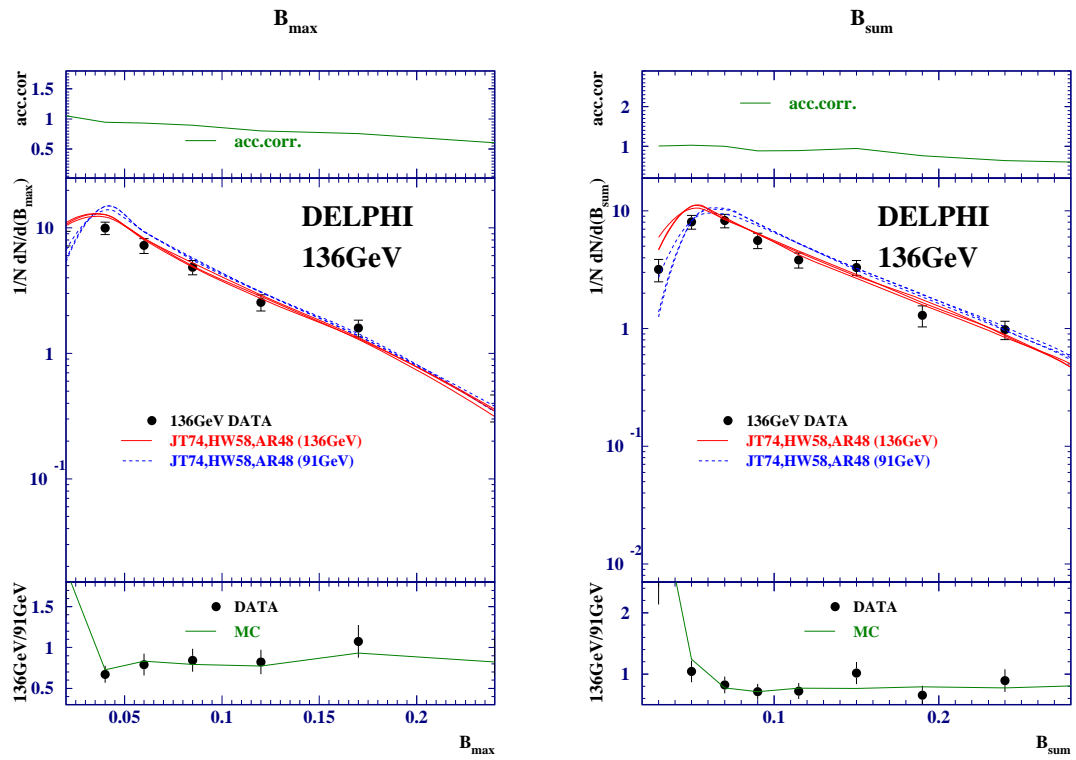 B_max
acc.cor
1.5
1
0.5
acc.corr.
1/N dN/d(B_max)
10
1
10^-1
DELPHI
136GeV
136GeV DATA
JT74,HW58,AR48 (136GeV)
JT74,HW58,AR48 (91GeV)
136GeV/91GeV
1.5
1
0.5
DATA
MC
0.05 0.1 0.15 0.2
B_max
B_sum
acc.cor
2
1
acc.corr.
1/N dN/d(B_sum)
10
1
10^-1
10^-2
DELPHI
136GeV
136GeV DATA
JT74,HW58,AR48 (136GeV)
JT74,HW58,AR48 (91GeV)
136GeV/91GeV
2
1
DATA
MC
0.1 0.2
B_sum